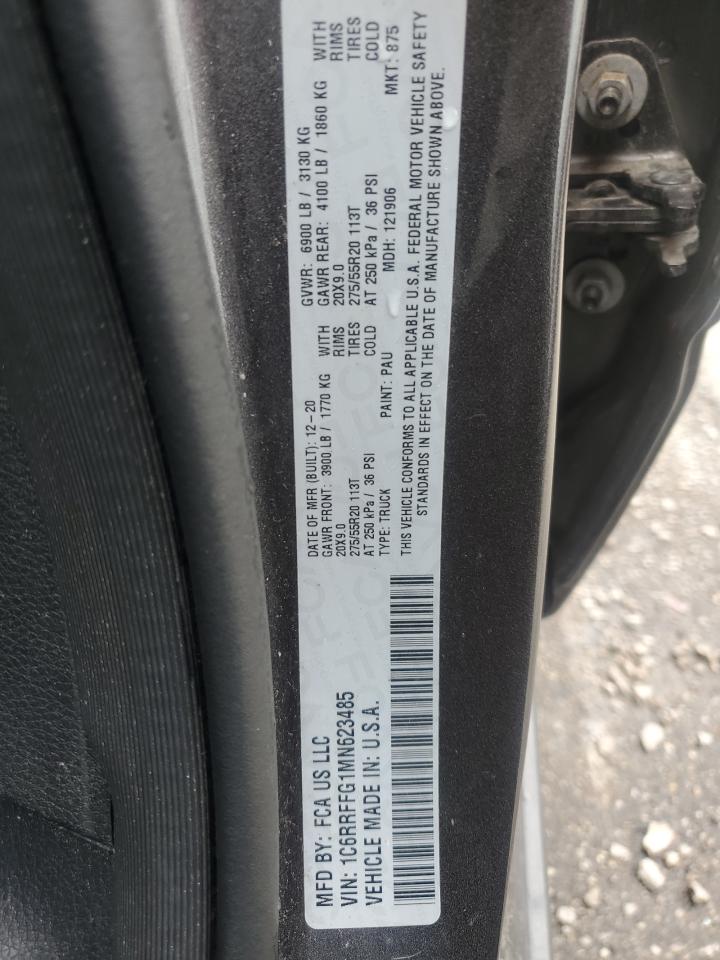 MFD BY: FCA US LLC
VIN: 1C6RRFFG1MN623485
VEHICLE MADE IN: U.S.A.
DATE OF MFR (BUILT): 12-20
GAWR FRONT: 3900 LB / 1770 KG WITH
20X9.0 RIMS
275/55R20 113T TIRES
AT 250 kPa / 36 PSI COLD
TYPE: TRUCK PAINT: PAU
GVWR: 6900 LB / 3130 KG
GAWR REAR: 4100 LB / 1860 KG WITH
20X9.0 RIMS
275/55R20 113T TIRES
AT 250 kPa / 36 PSI COLD
MDH: 121906 MKT: 875
THIS VEHICLE CONFORMS TO ALL APPLICABLE U.S.A. FEDERAL MOTOR VEHICLE SAFETY
STANDARDS IN EFFECT ON THE DATE OF MANUFACTURE SHOWN ABOVE.